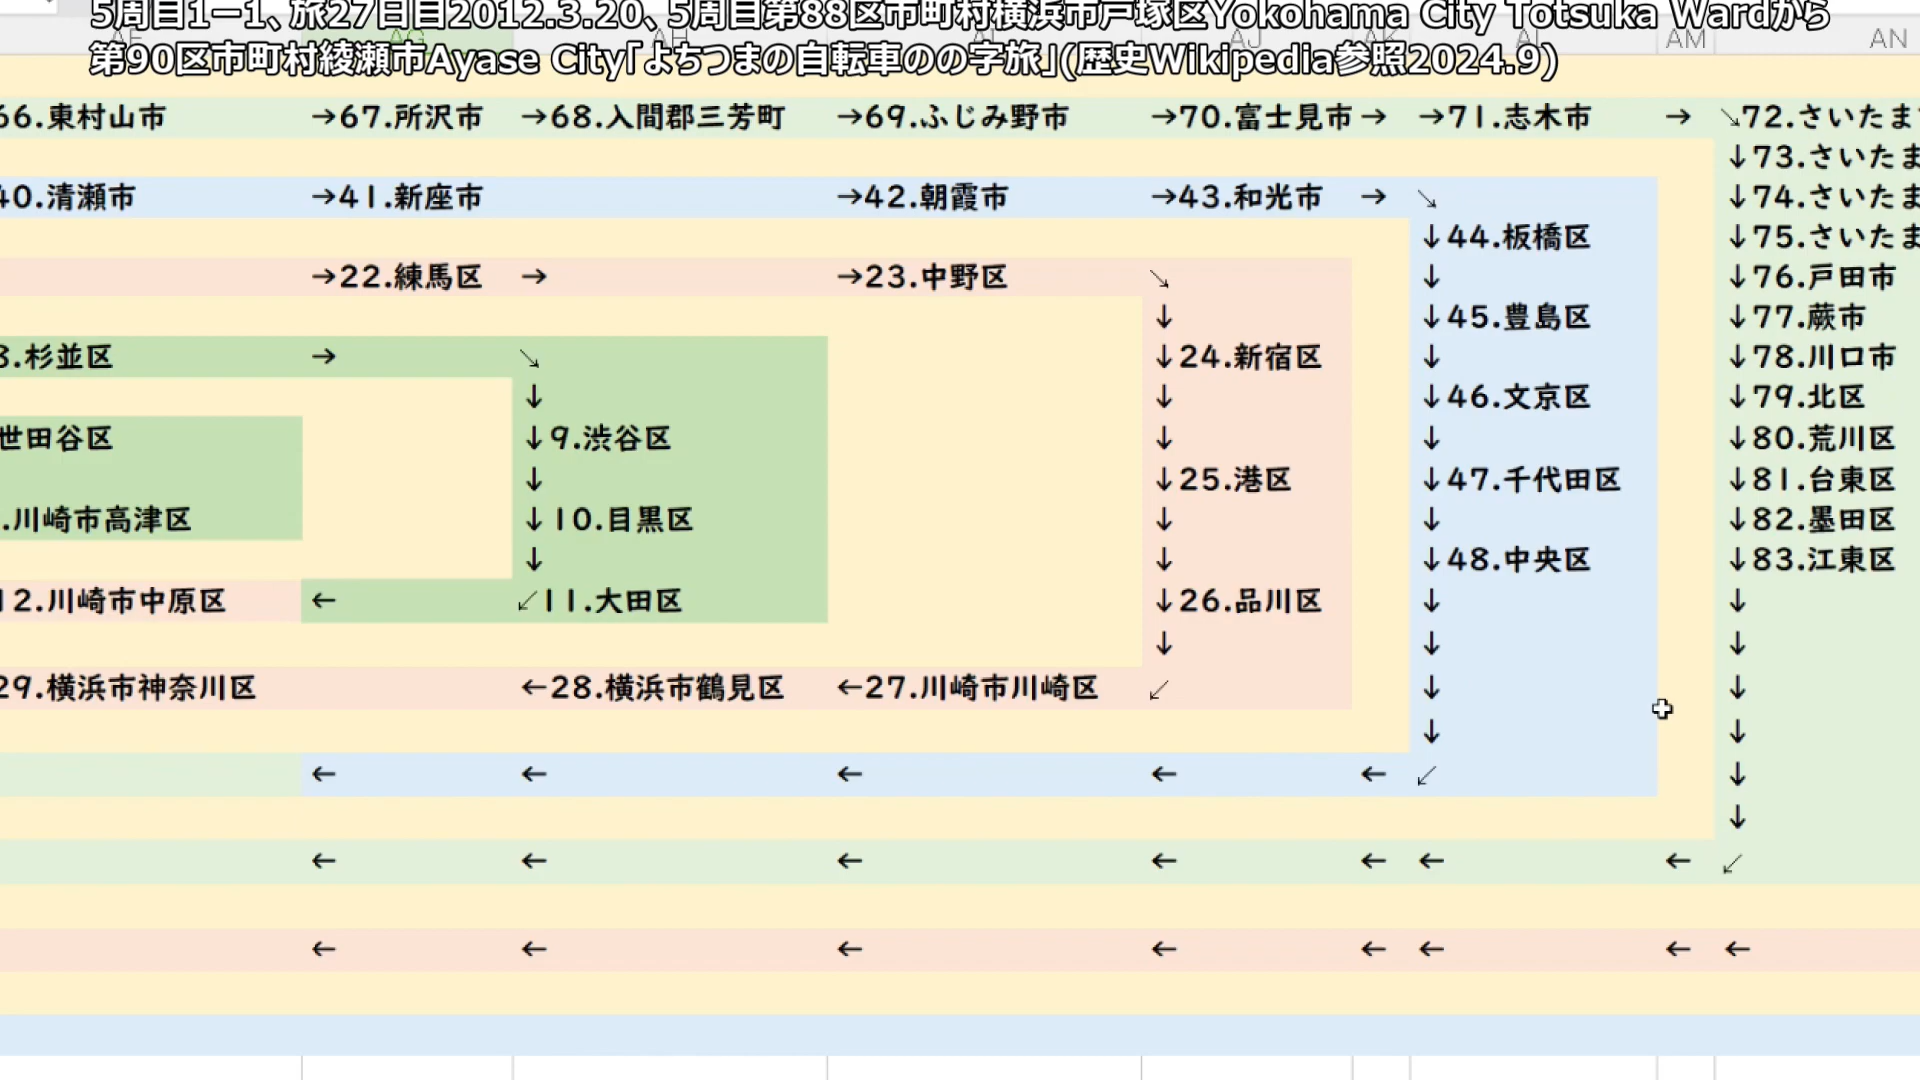 5周目1ー1、旅27日目2012.3.20、5周目第88区市町村横浜市戸塚区Yokohama City Totsuka Wardから
第90区市町村綾瀬市Ayase City「よちつまの自転車のの字旅」(歴史Wikipedia参照2024.9)
AF AG AH AJ AK AM AN
66.東村山市 →67.所沢市 →68.入間郡三芳町 →69.ふじみ野市 →70.富士見市 → →71.志木市 → ↘72.さいたま
↓73.さいたま
40.清瀬市 →41.新座市 →42.朝霞市 →43.和光市 → ↘ ↓74.さいたま
↓44.板橋区 ↓75.さいたま
→22.練馬区 → →23.中野区 ↘ ↓ ↓76.戸田市
↓ ↓45.豊島区 ↓77.蕨市
8.杉並区 → ↘ ↓24.新宿区 ↓ ↓78.川口市
↓ ↓ ↓46.文京区 ↓79.北区
世田谷区 ↓9.渋谷区 ↓ ↓ ↓80.荒川区
↓ ↓25.港区 ↓47.千代田区 ↓81.台東区
.川崎市高津区 ↓10.目黒区 ↓ ↓ ↓82.墨田区
↓ ↓ ↓48.中央区 ↓83.江東区
12.川崎市中原区 ← ↙11.大田区 ↓26.品川区 ↓ ↓
↓ ↓ ↓
29.横浜市神奈川区 ←28.横浜市鶴見区 ←27.川崎市川崎区 ↙ ↓ ↓
↓ ↓
← ← ← ← ← ↙ ↓
↓
← ← ← ← ← ← ← ↙
← ← ← ← ← ← ← ←